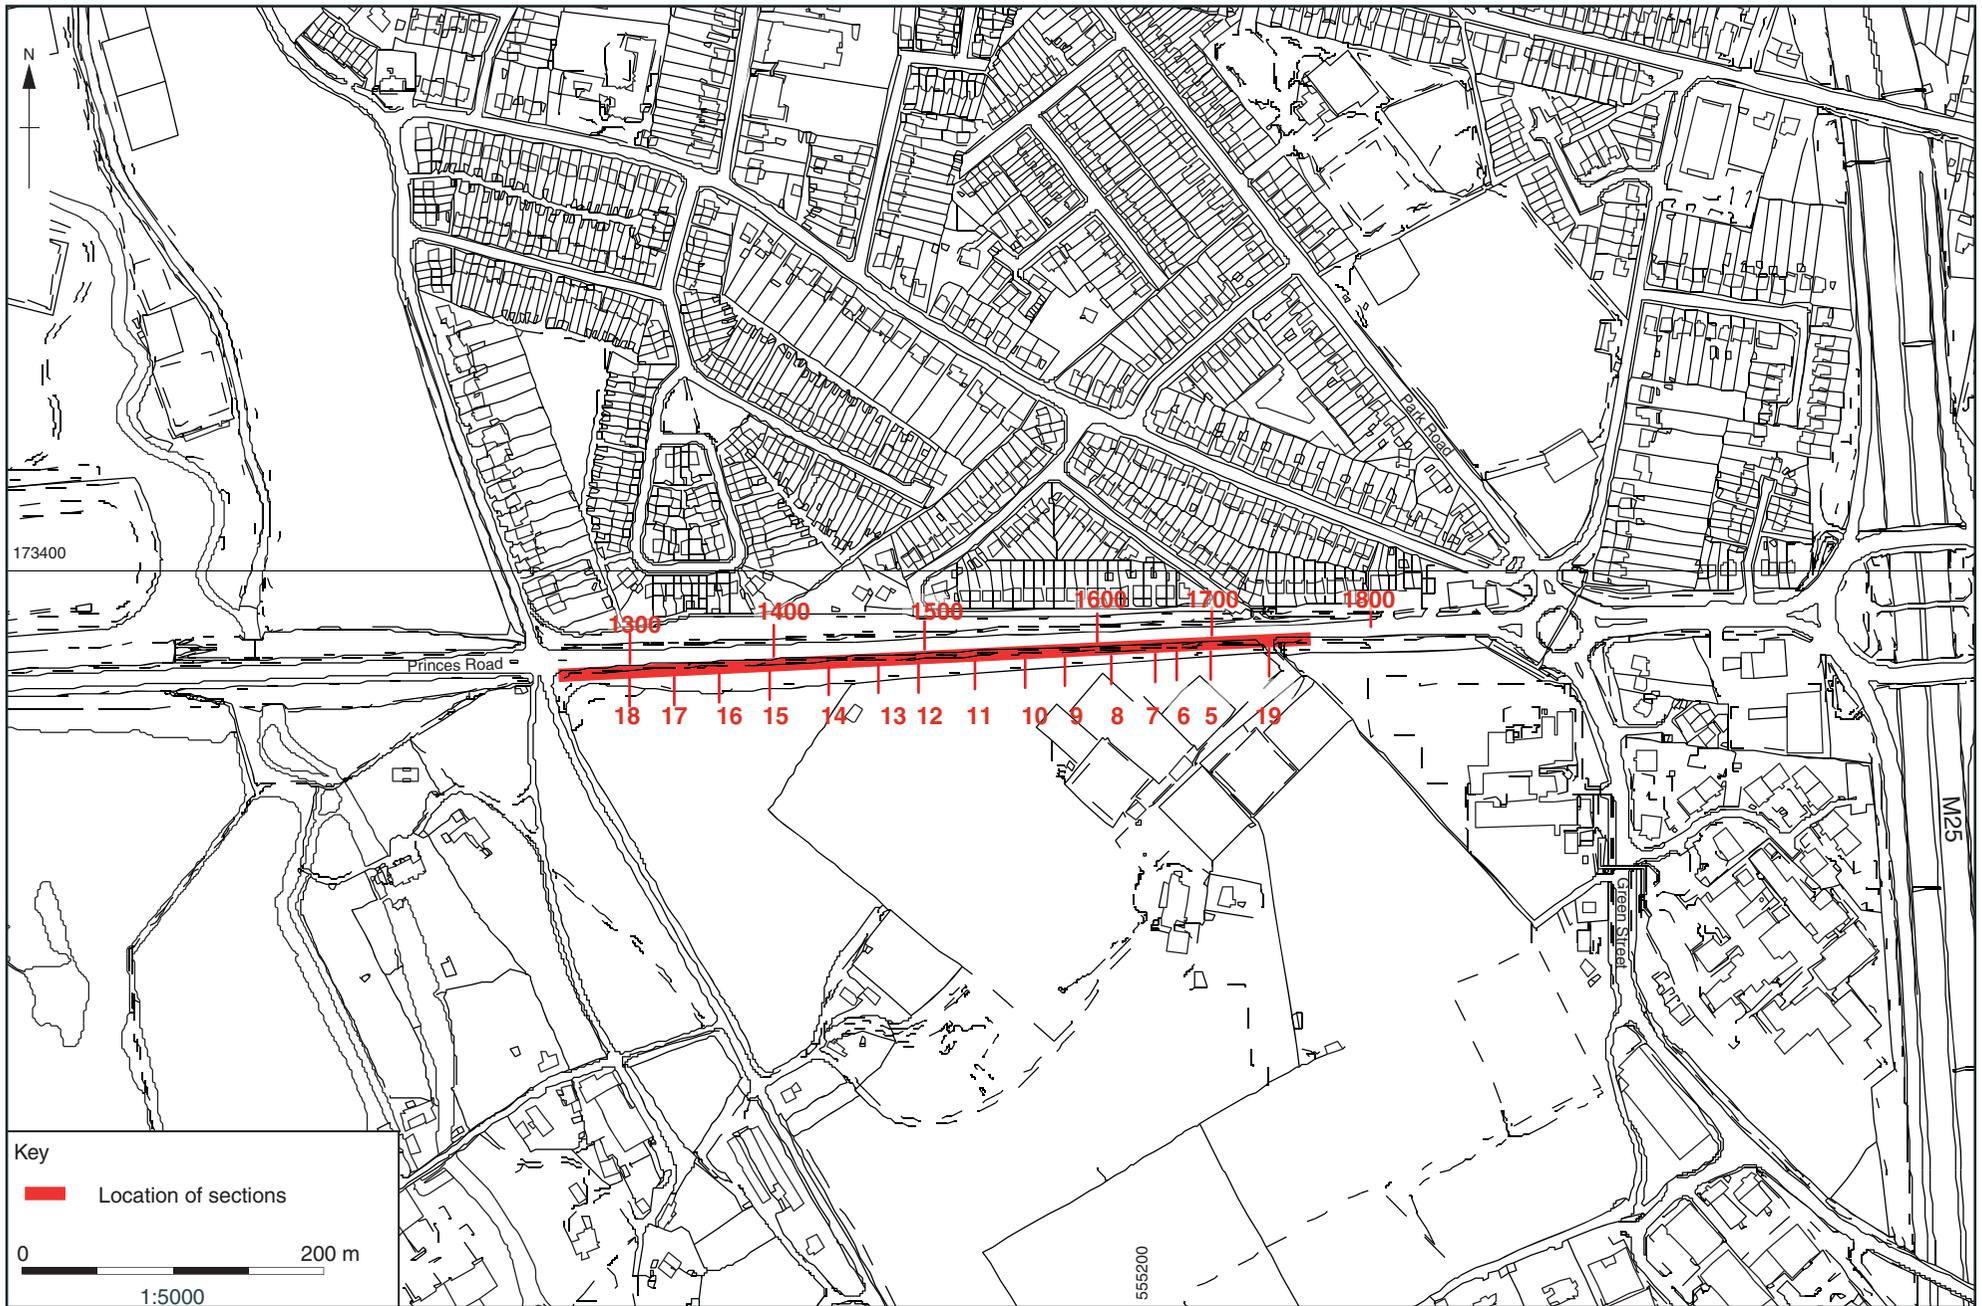 N
Park Road
173400
1300
1400
1500
1600
1700
1800
Princes Road
18 17 16 15 14 13 12 11 10 9 8 7 6 5 19
M25
Green Street
Key
Location of sections
0 200 m
1:5000
555200